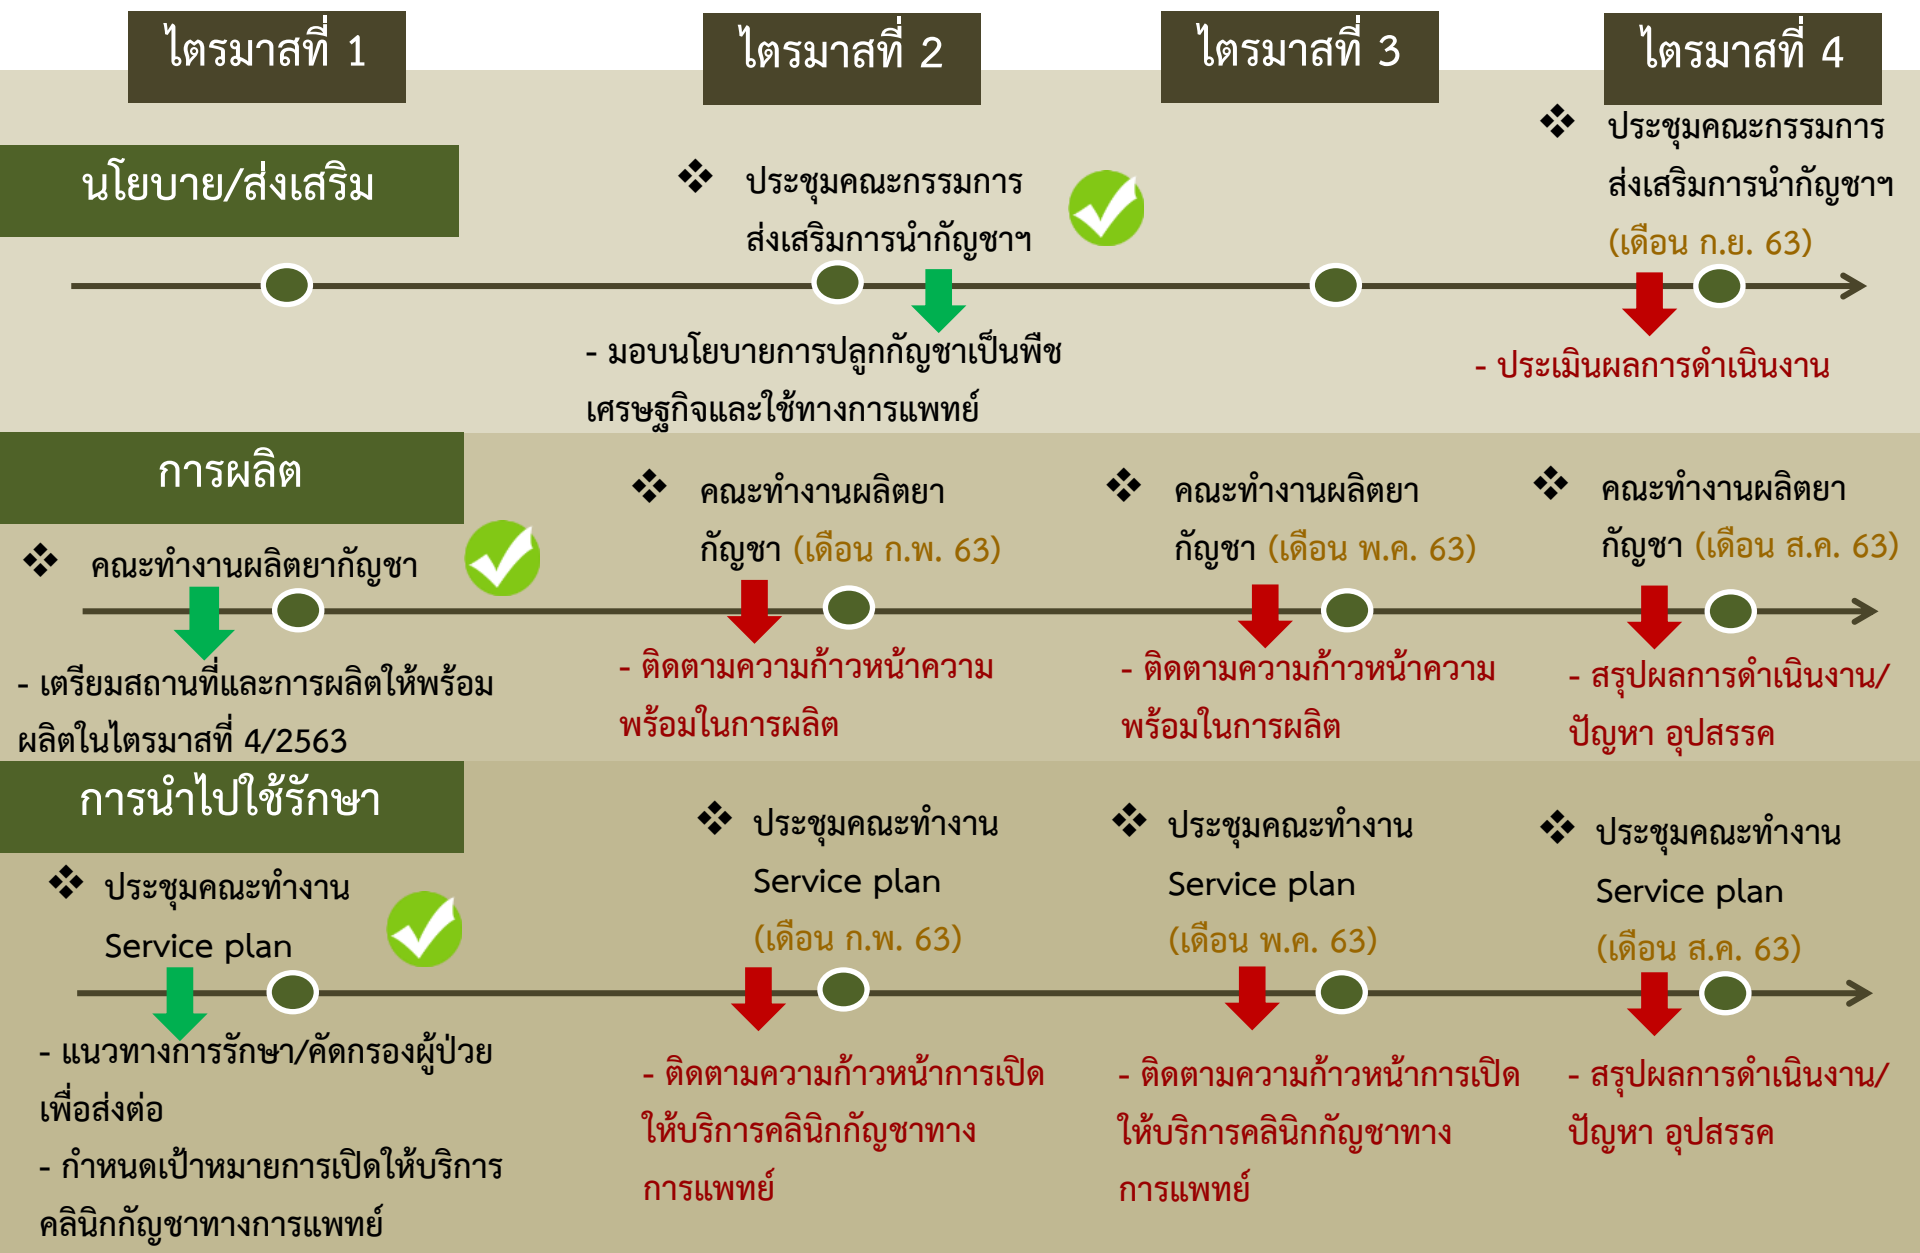 ไตรมาสที่ 1
ไตรมาสที่ 2
ไตรมาสที่ 3
ไตรมาสที่ 4
นโยบาย/ส่งเสริม
ประชุมคณะกรรมการ
ส่งเสริมการนำกัญชาฯ
- มอบนโยบายการปลูกกัญชาเป็นพืช
เศรษฐกิจและใช้ทางการแพทย์
ประชุมคณะกรรมการ
ส่งเสริมการนำกัญชาฯ
(เดือน ก.ย. 63)
- ประเมินผลการดำเนินงาน
การผลิต
คณะทำงานผลิตยากัญชา
- เตรียมสถานที่และการผลิตให้พร้อม
ผลิตในไตรมาสที่ 4/2563
คณะทำงานผลิตยา
กัญชา (เดือน ก.พ. 63)
- ติดตามความก้าวหน้าความ
พร้อมในการผลิต
คณะทำงานผลิตยา
กัญชา (เดือน พ.ค. 63)
- ติดตามความก้าวหน้าความ
พร้อมในการผลิต
คณะทำงานผลิตยา
กัญชา (เดือน ส.ค. 63)
- สรุปผลการดำเนินงาน/
ปัญหา อุปสรรค
การนำไปใช้รักษา
ประชุมคณะทำงาน
Service plan
- แนวทางการรักษา/คัดกรองผู้ป่วย
เพื่อส่งต่อ
- กำหนดเป้าหมายการเปิดให้บริการ
คลินิกกัญชาทางการแพทย์
ประชุมคณะทำงาน
Service plan
(เดือน ก.พ. 63)
- ติดตามความก้าวหน้าการเปิด
ให้บริการคลินิกกัญชาทาง
การแพทย์
ประชุมคณะทำงาน
Service plan
(เดือน พ.ค. 63)
- ติดตามความก้าวหน้าการเปิด
ให้บริการคลินิกกัญชาทาง
การแพทย์
ประชุมคณะทำงาน
Service plan
(เดือน ส.ค. 63)
- สรุปผลการดำเนินงาน/
ปัญหา อุปสรรค